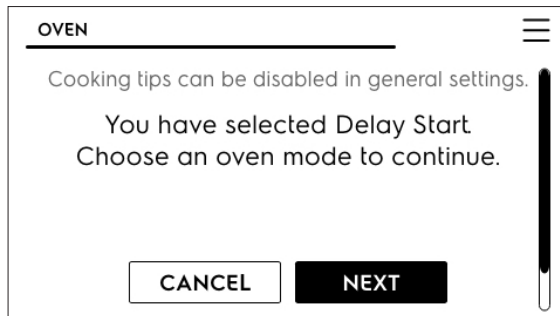 OVEN
Cooking tips can be disabled in general settings.
You have selected Delay Start.
Choose an oven mode to continue.
CANCEL
NEXT